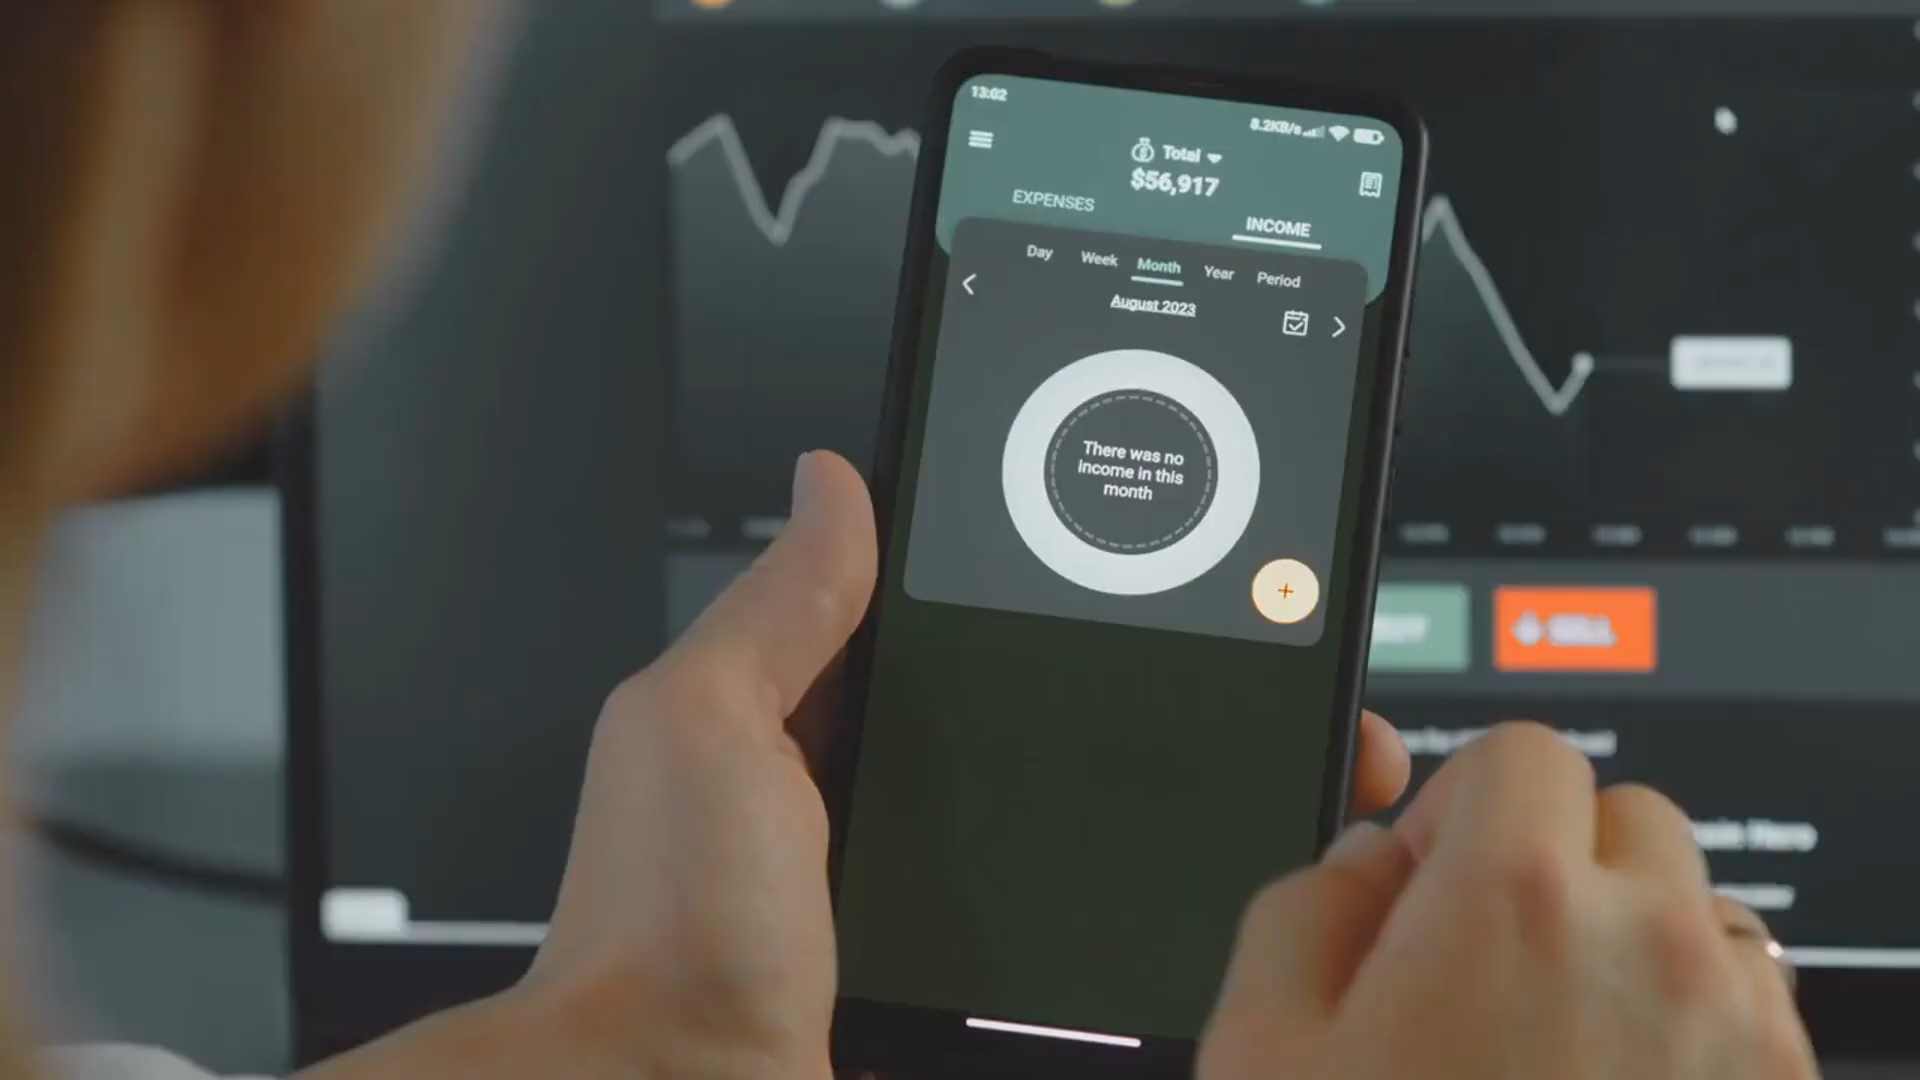 13:02
8.2KB/s
Total
$56,917
EXPENSES
INCOME
Day
Week
Month
Year
Period
August 2023
There was no
income in this
month
+
SELL